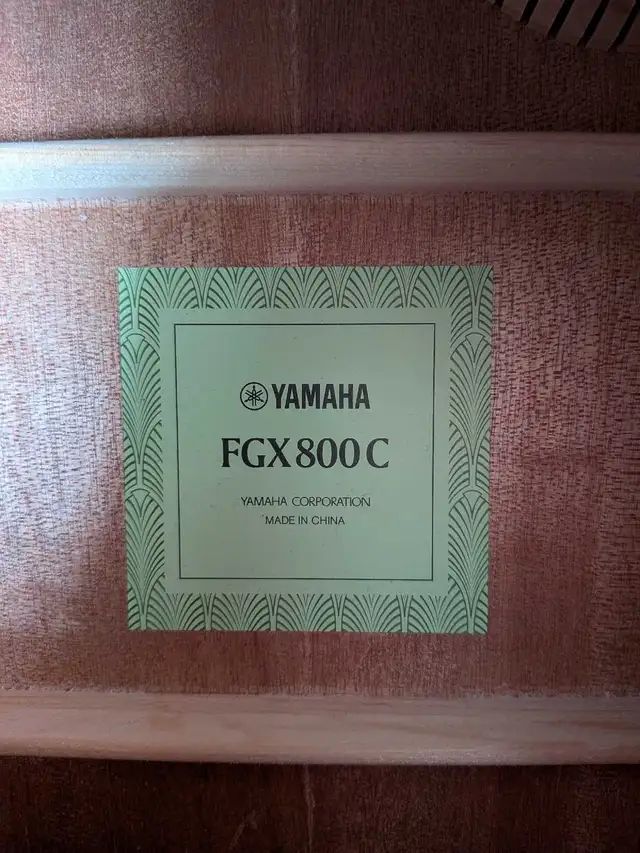 YAMAHA
FGX800C
YAMAHA CORPORATION
MADE IN CHINA